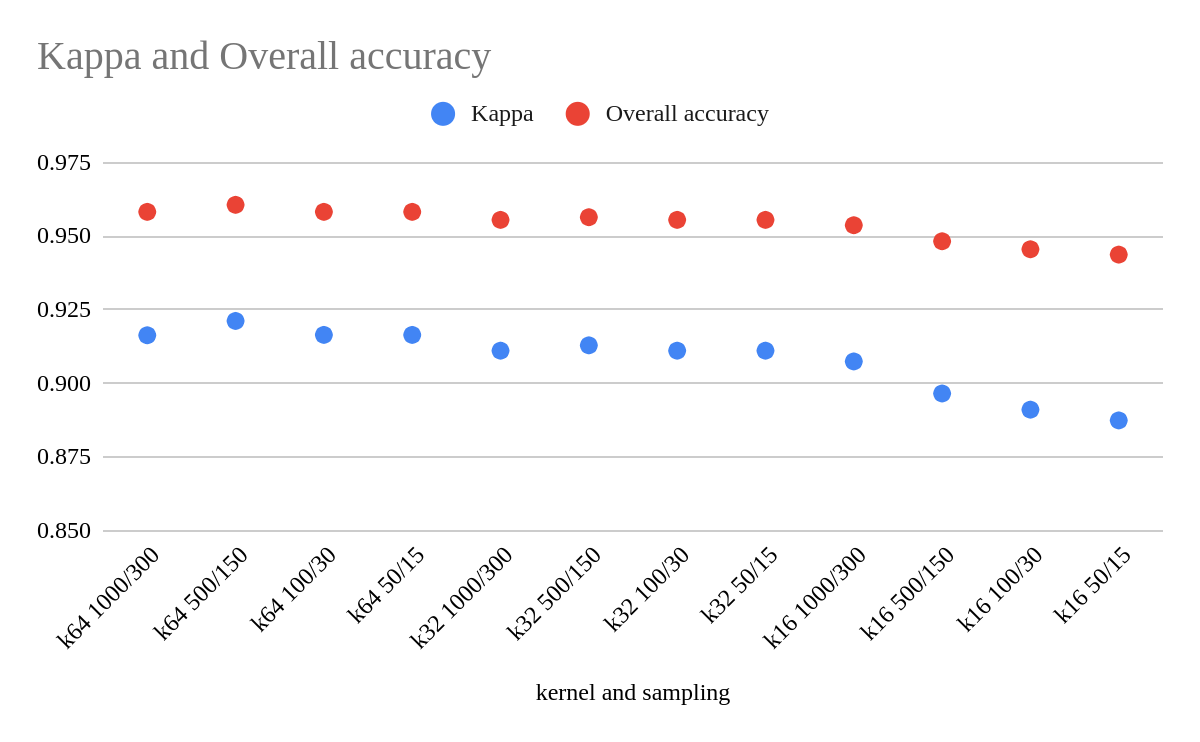 Kappa and Overall accuracy
Kappa
Overall accuracy
0.975
0.950
0.925
0.900
0.875
0.850
k64 1000/300
k64 500/150
k64 100/30
k64 50/15
k32 1000/300
k32 500/150
k32 100/30
k32 50/15
k16 1000/300
k16 500/150
k16 100/30
k16 50/15
kernel and sampling